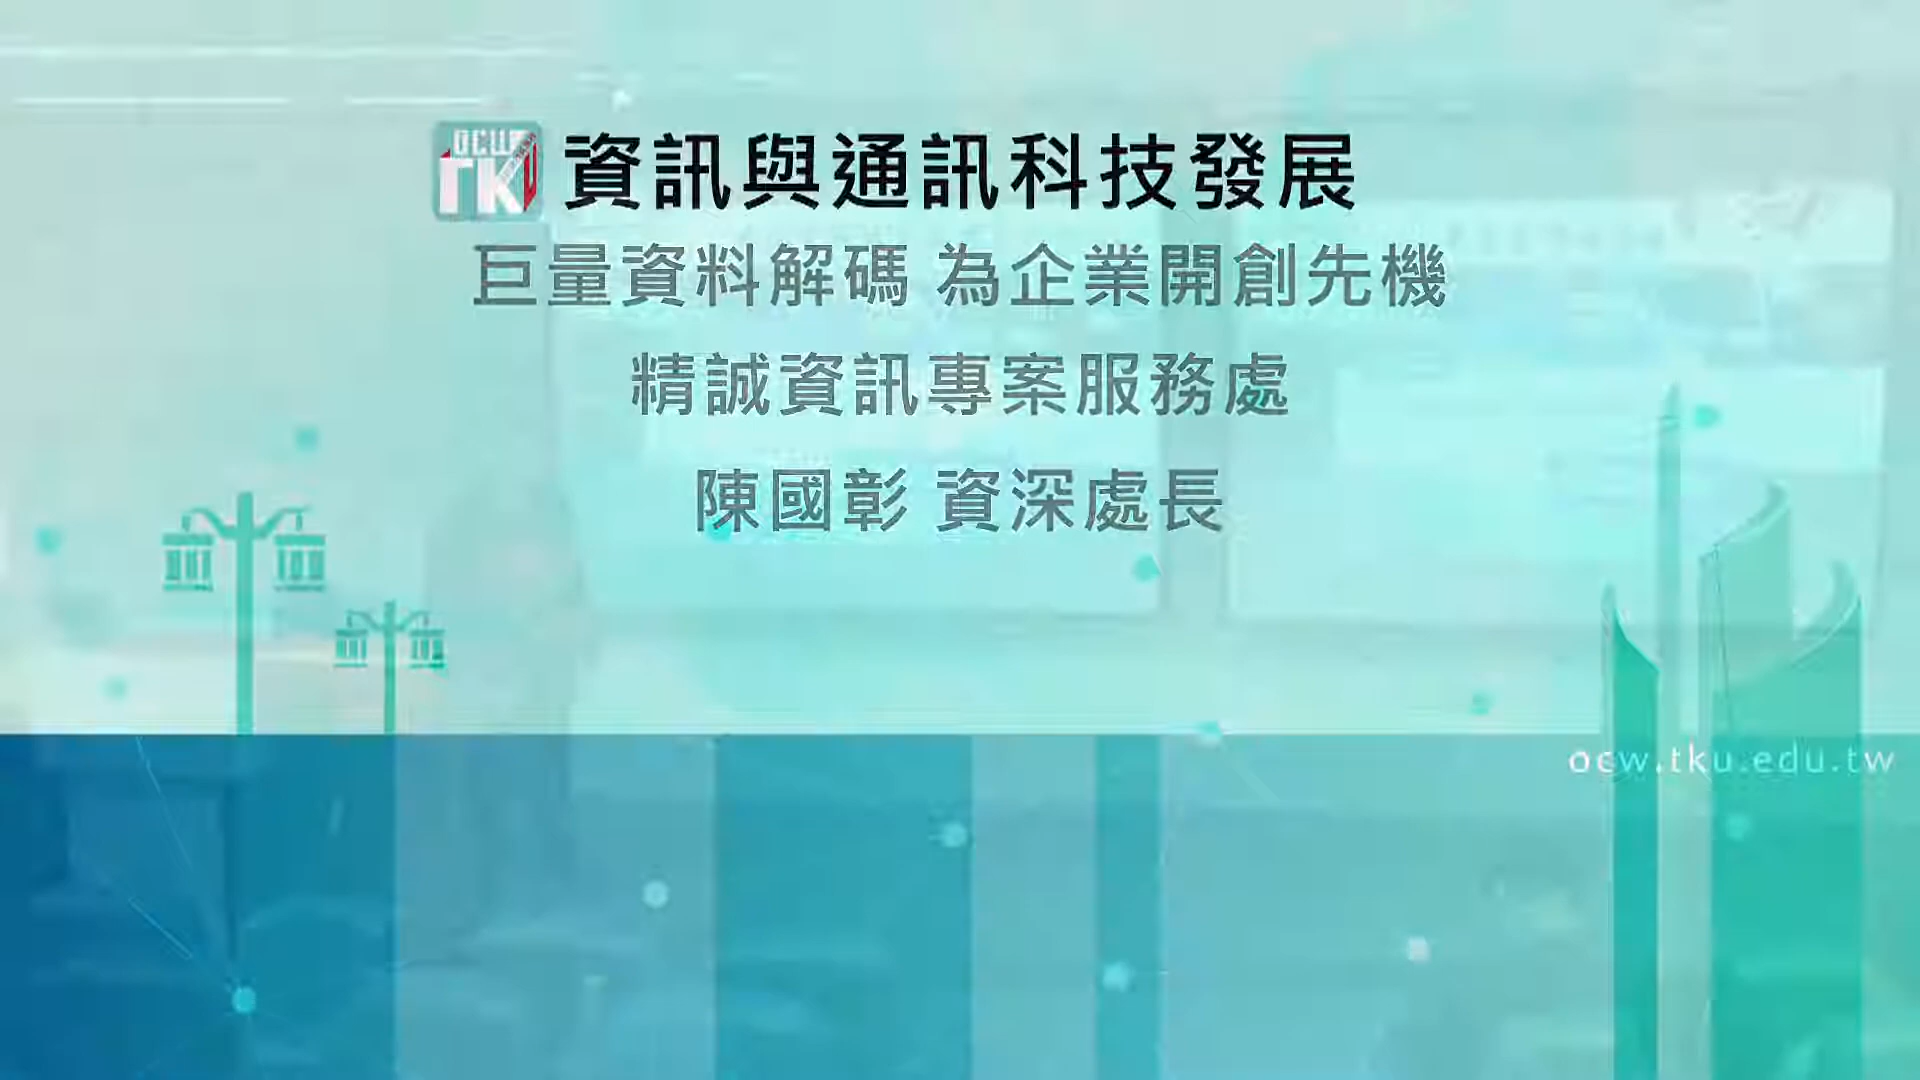 OCW
TKU
資訊與通訊科技發展
巨量資料解碼 為企業開創先機
精誠資訊專案服務處
陳國彰 資深處長
ocw.tku.edu.tw